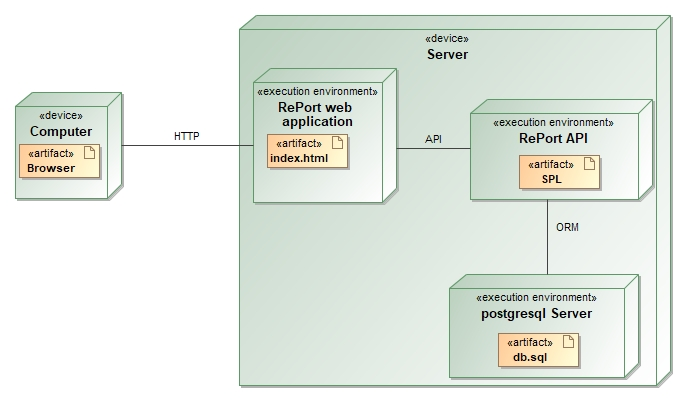 «device»
Server
«device»
Computer
«artifact»
Browser
HTTP
«execution environment»
RePort web
application
«artifact»
index.html
API
«execution environment»
RePort API
«artifact»
SPL
ORM
«execution environment»
postgresql Server
«artifact»
db.sql